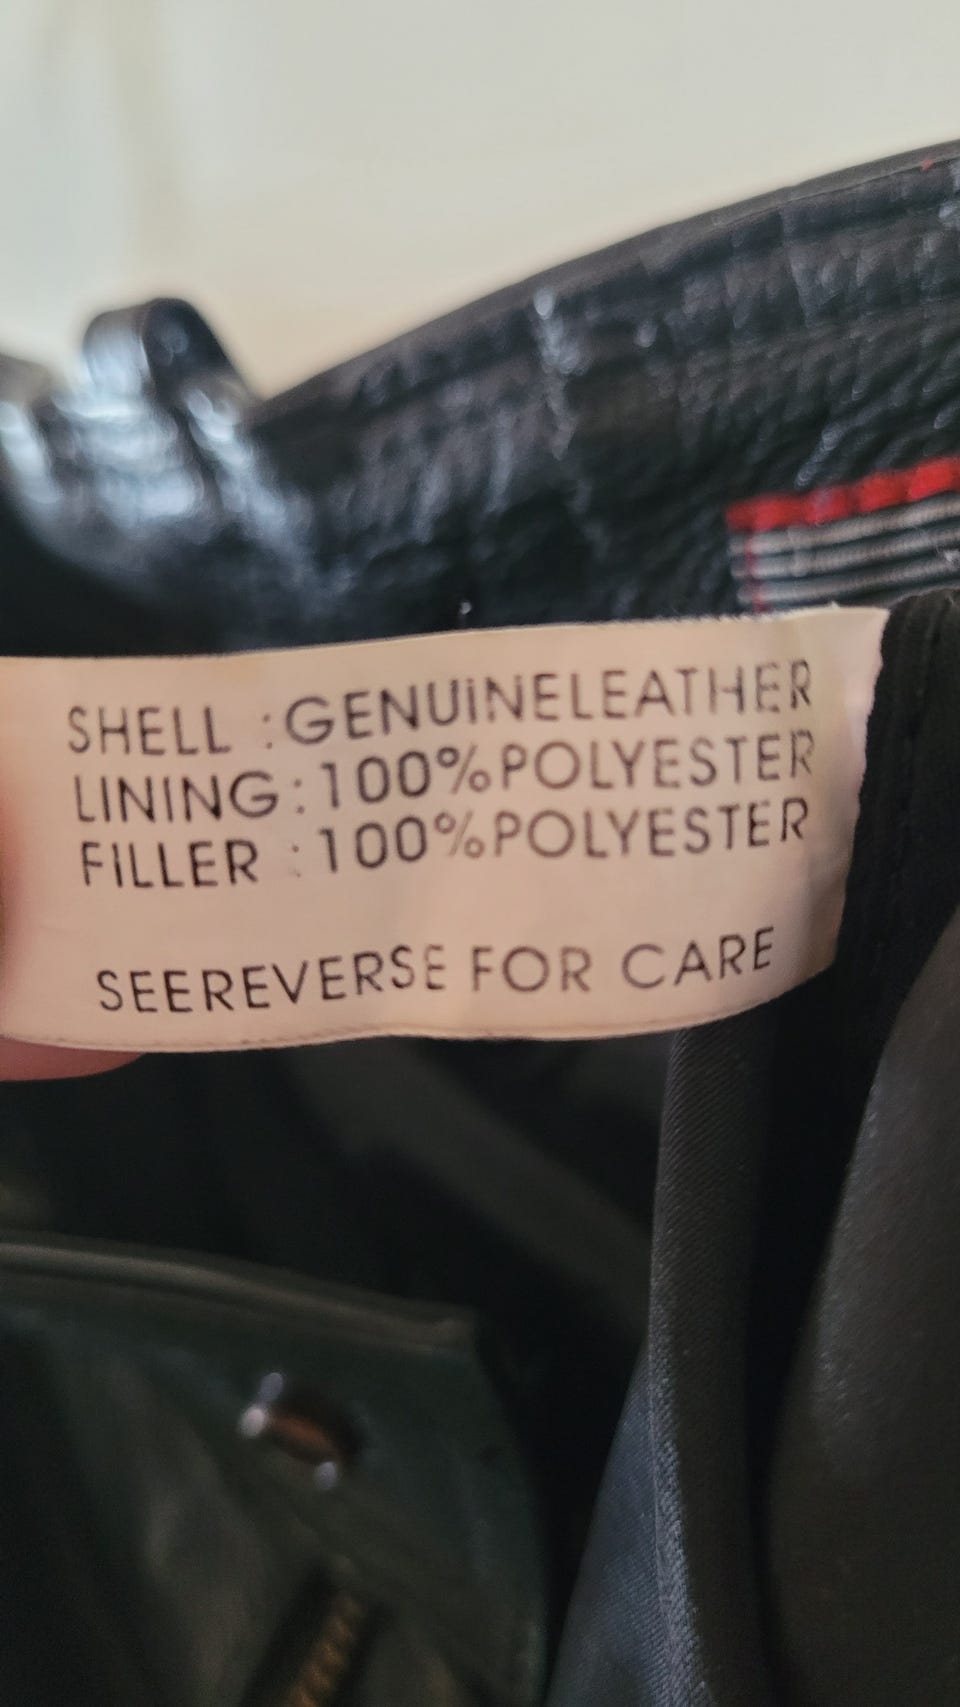 SHELL :GENUiNELEATHER
LINING:100%POLYESTER
FILLER :100%POLYESTER
SEEREVERSE FOR CARE